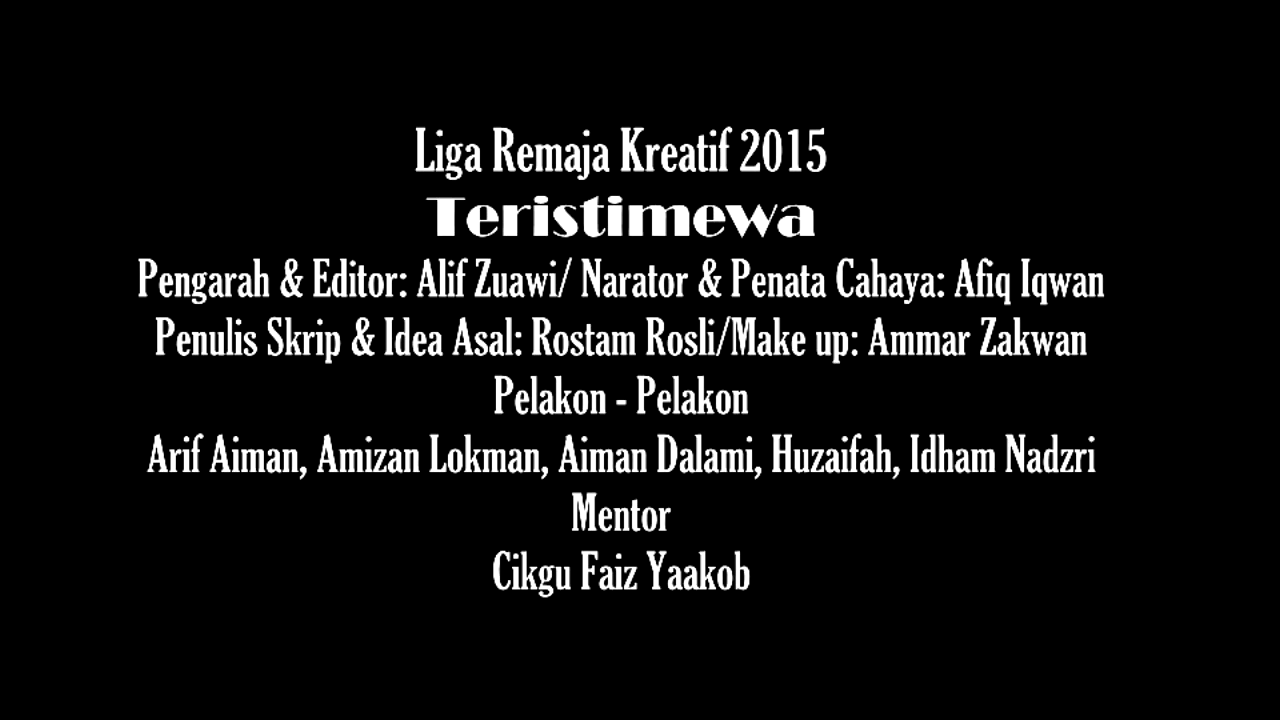 Liga Remaja Kreatif 2015
Teristimewa
Pengarah & Editor: Alif Zuawi/ Narator & Penata Cahaya: Afiq Iqwan
Penulis Skrip & Idea Asal: Rostam Rosli/Make up: Ammar Zakwan
Pelakon - Pelakon
Arif Aiman, Amizan Lokman, Aiman Dalami, Huzaifah, Idham Nadzri
Mentor
Cikgu Faiz Yaakob